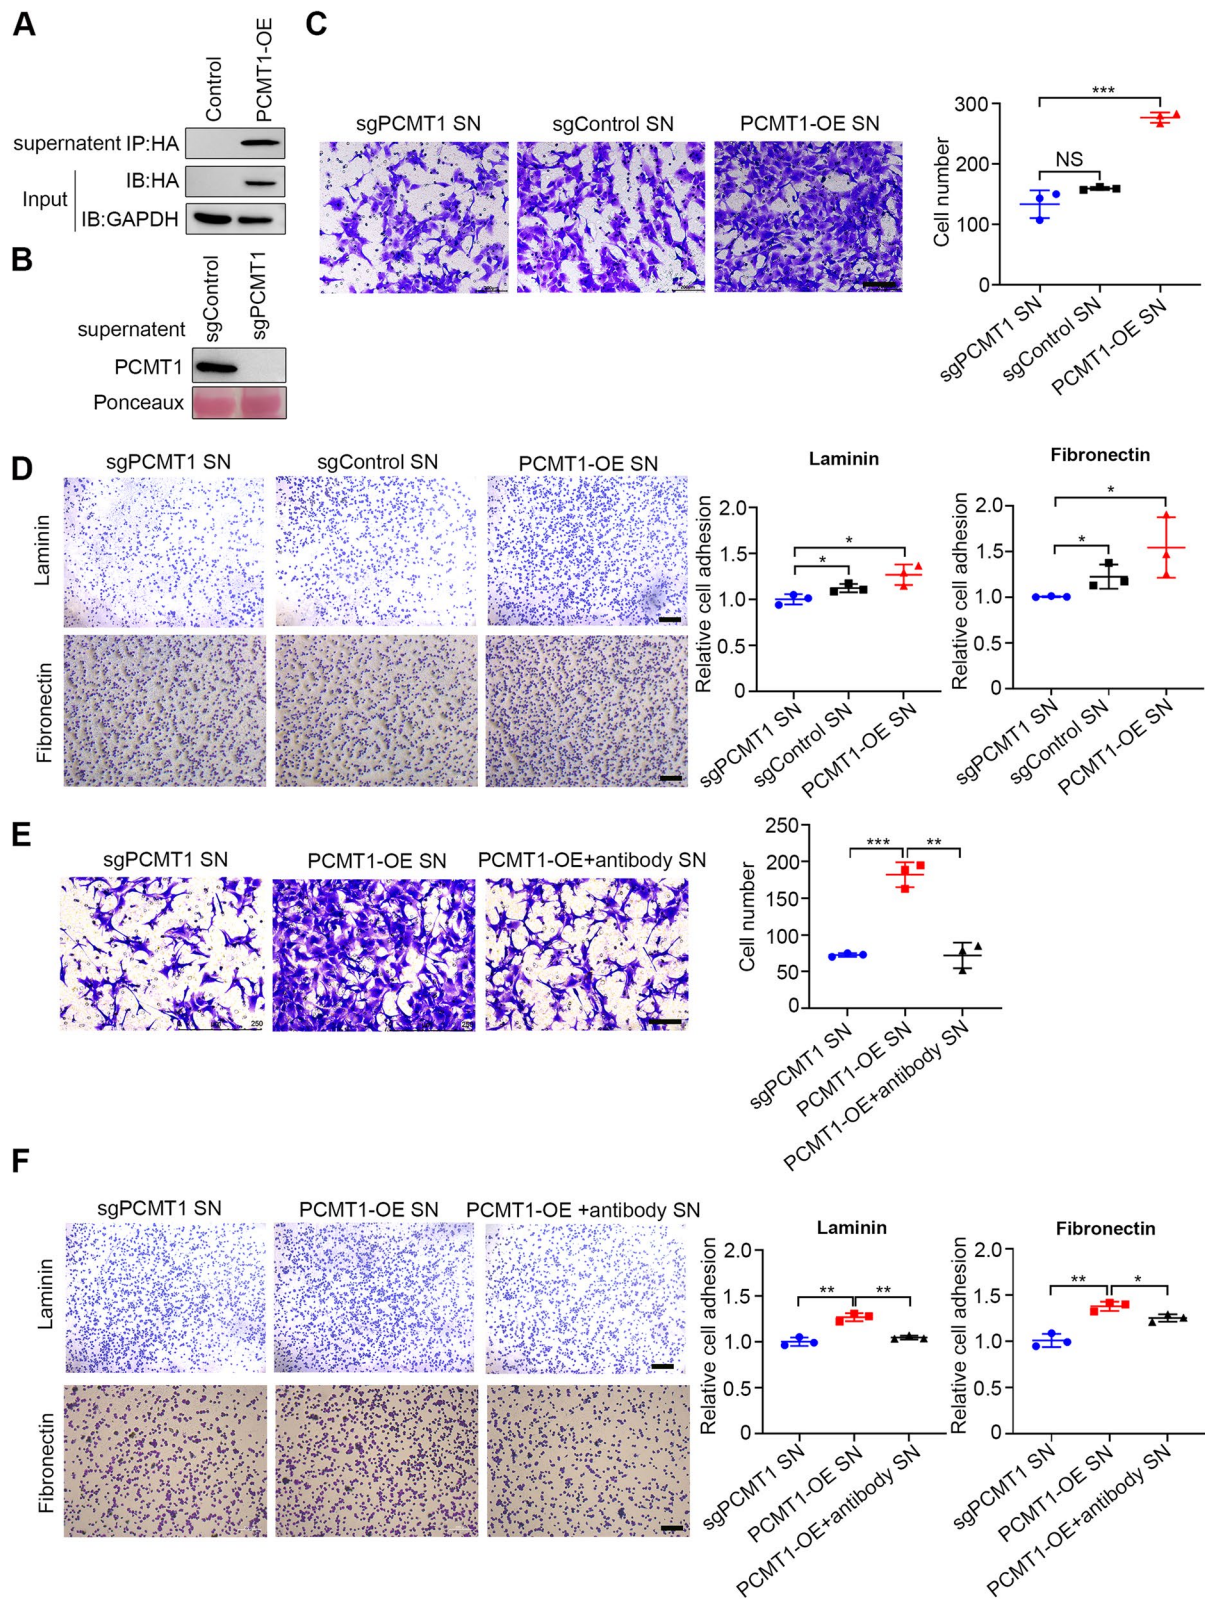 A
Control
PCMT1-OE
supernatent IP:HA
Input
IB:HA
IB:GAPDH
B
supernatent
sgControl
sgPCMT1
PCMT1
Ponceaux
C
sgPCMT1 SN
sgControl SN
PCMT1-OE SN
Cell number
300
200
100
0
***
NS
sgPCMT1 SN
sgControl SN
PCMT1-OE SN
D
sgPCMT1 SN
sgControl SN
PCMT1-OE SN
Laminin
Fibronectin
Laminin
Relative cell adhesion
2.0
1.5
1.0
0.5
0
*
*
sgPCMT1 SN
sgControl SN
PCMT1-OE SN
Fibronectin
Relative cell adhesion
2.0
1.5
1.0
0.5
0
*
*
sgPCMT1 SN
sgControl SN
PCMT1-OE SN
E
sgPCMT1 SN
PCMT1-OE SN
PCMT1-OE+antibody SN
250
Cell number
250
200
150
100
50
0
***
**
sgPCMT1 SN
PCMT1-OE SN
PCMT1-OE+antibody SN
F
sgPCMT1 SN
PCMT1-OE SN
PCMT1-OE +antibody SN
Laminin
Fibronectin
Laminin
Relative cell adhesion
2.0
1.5
1.0
0.5
0
**
**
sgPCMT1 SN
PCMT1-OE SN
PCMT1-OE+antibody SN
Fibronectin
Relative cell adhesion
2.0
1.5
1.0
0.5
0
**
*
sgPCMT1 SN
PCMT1-OE SN
PCMT1-OE+antibody SN